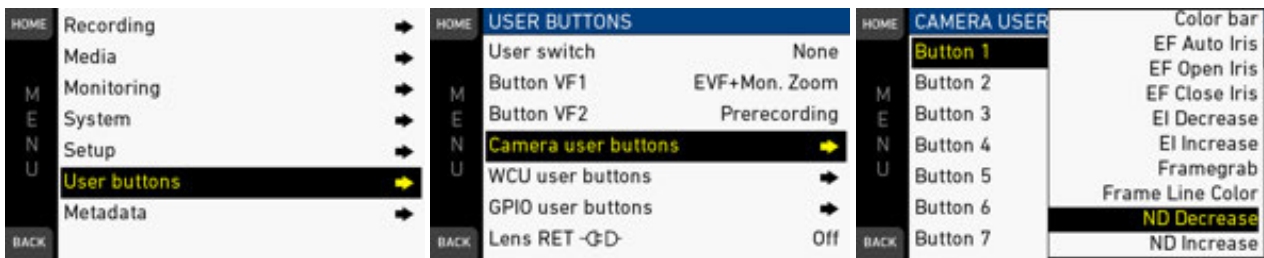 HOME
Recording
Media
Monitoring
System
Setup
User buttons
Metadata
MENU
BACK
HOME
USER BUTTONS
User switch None
Button VF1 EVF+Mon. Zoom
Button VF2 Prerecording
Camera user buttons
WCU user buttons
GPIO user buttons
Lens RET Off
MENU
BACK
HOME
CAMERA USER
Button 1
Button 2
Button 3
Button 4
Button 5
Button 6
Button 7
MENU
BACK
Color bar
EF Auto Iris
EF Open Iris
EF Close Iris
EI Decrease
EI Increase
Framegrab
Frame Line Color
ND Decrease
ND Increase